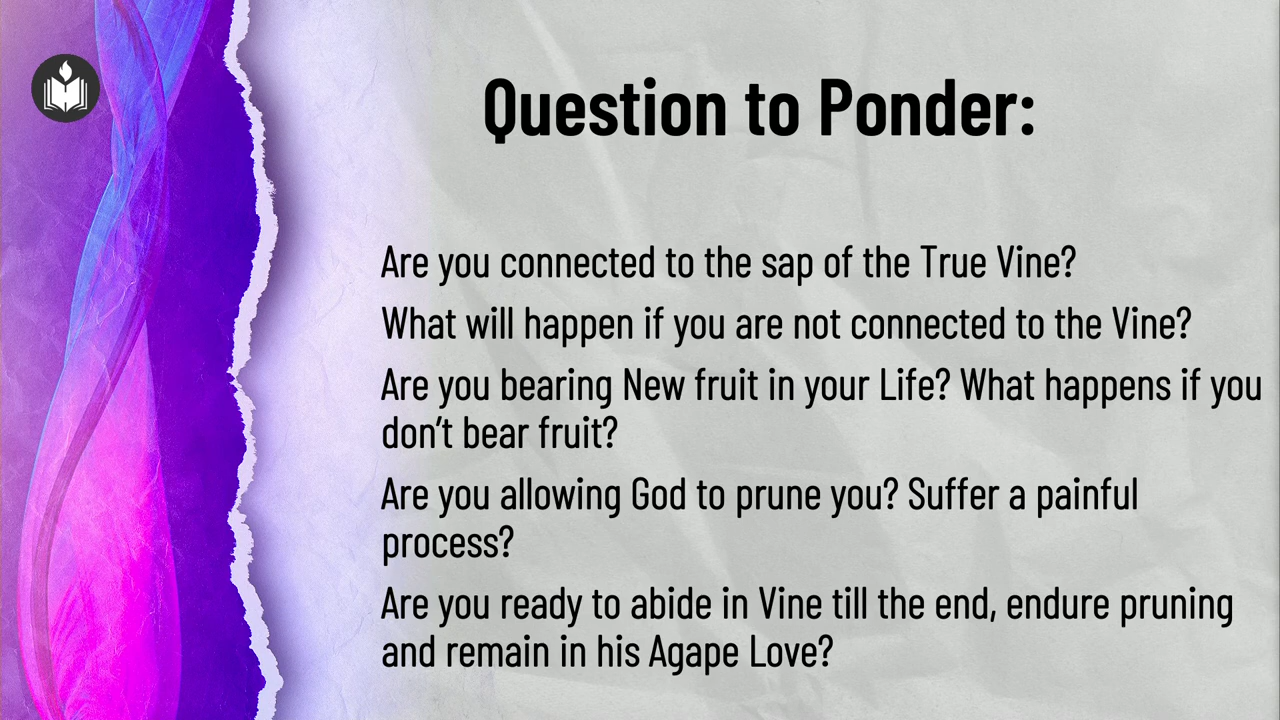 Question to Ponder:
Are you connected to the sap of the True Vine?
What will happen if you are not connected to the Vine?
Are you bearing New fruit in your Life? What happens if you
don’t bear fruit?
Are you allowing God to prune you? Suffer a painful
process?
Are you ready to abide in Vine till the end, endure pruning
and remain in his Agape Love?